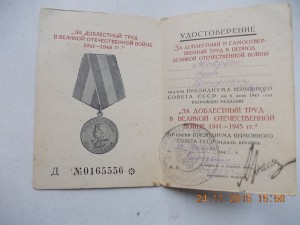 „ЗА ДОБЛЕСТНЫЙ ТРУД
В ВЕЛИКОЙ ОТЕЧЕСТВЕННОЙ ВОЙНЕ
1941—1945 гг."
Д №0165556
УДОСТОВЕРЕНИЕ
ЗА ДОБЛЕСТНЫЙ И САМООТВЕР-
ЖЕННЫЙ ТРУД В ПЕРИОД
ВЕЛИКОЙ ОТЕЧЕСТВЕННОЙ ВОЙНЫ
УКАЗОМ ПРЕЗИДИУМА ВЕРХОВНОГО
СОВЕТА СССР от 6 июня 1945 года
НАГРАЖДЕН МЕДАЛЬЮ
„ЗА ДОБЛЕСТНЫЙ ТРУД
В ВЕЛИКОЙ ОТЕЧЕСТВЕННОЙ
ВОЙНЕ 1941—1945 гг."
ОТ ИМЕНИ ПРЕЗИДИУМА ВЕРХОВНОГО
СОВЕТА СССР МЕДАЛЬ ВРУЧЕНА